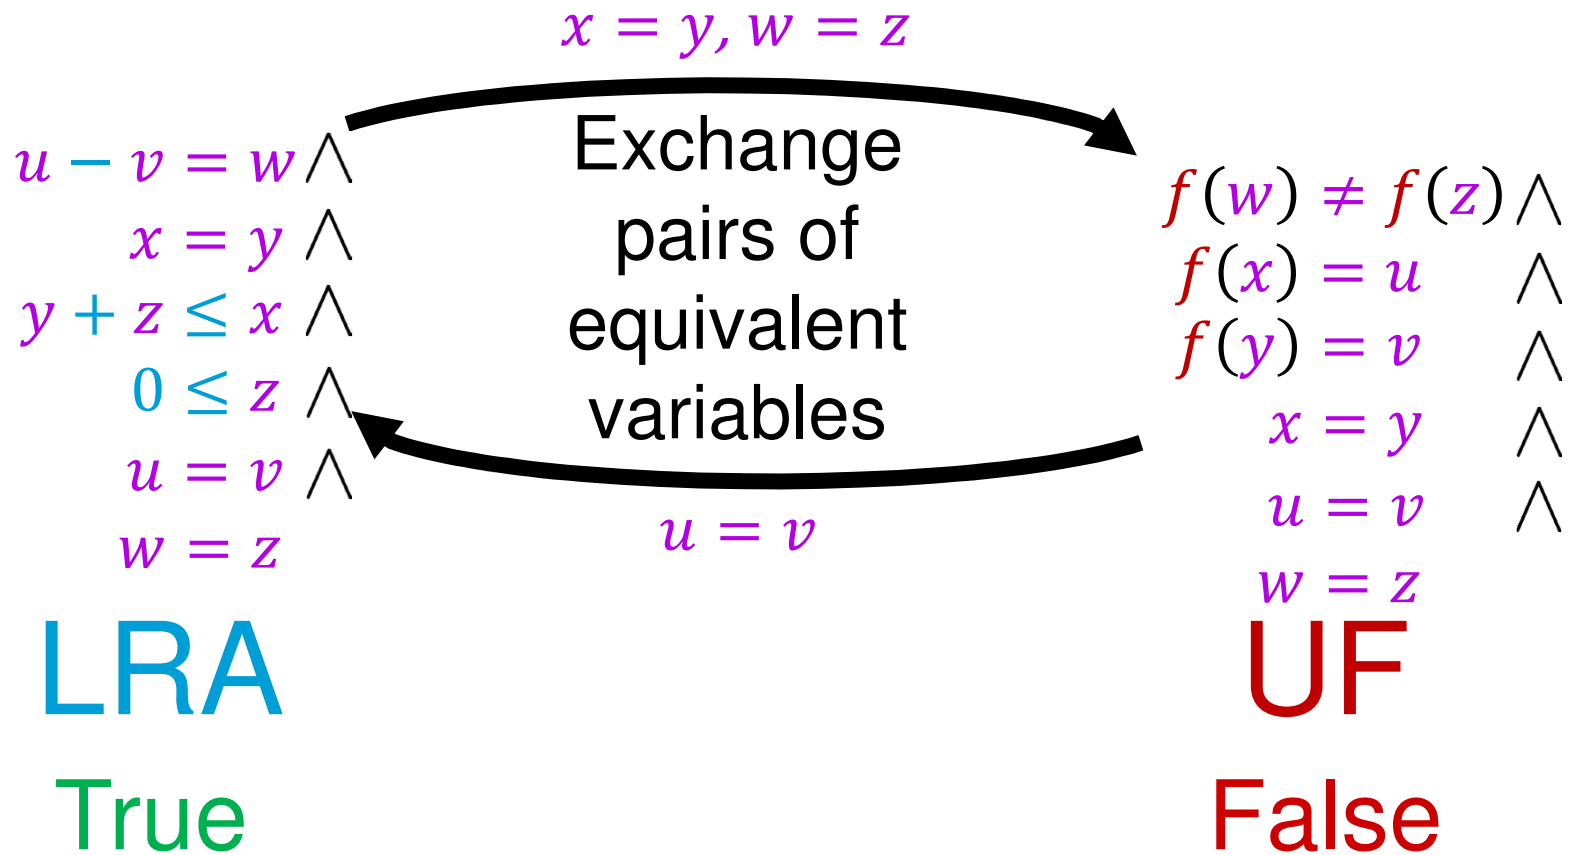 x = y, w = z
u − v = w ∧
x = y ∧
y + z ≤ x ∧
0 ≤ z ∧
u = v ∧
w = z
LRA
True
Exchange
pairs of
equivalent
variables
u = v
f(w) ≠ f(z) ∧
f(x) = u ∧
f(y) = v ∧
x = y ∧
u = v ∧
w = z
UF
False